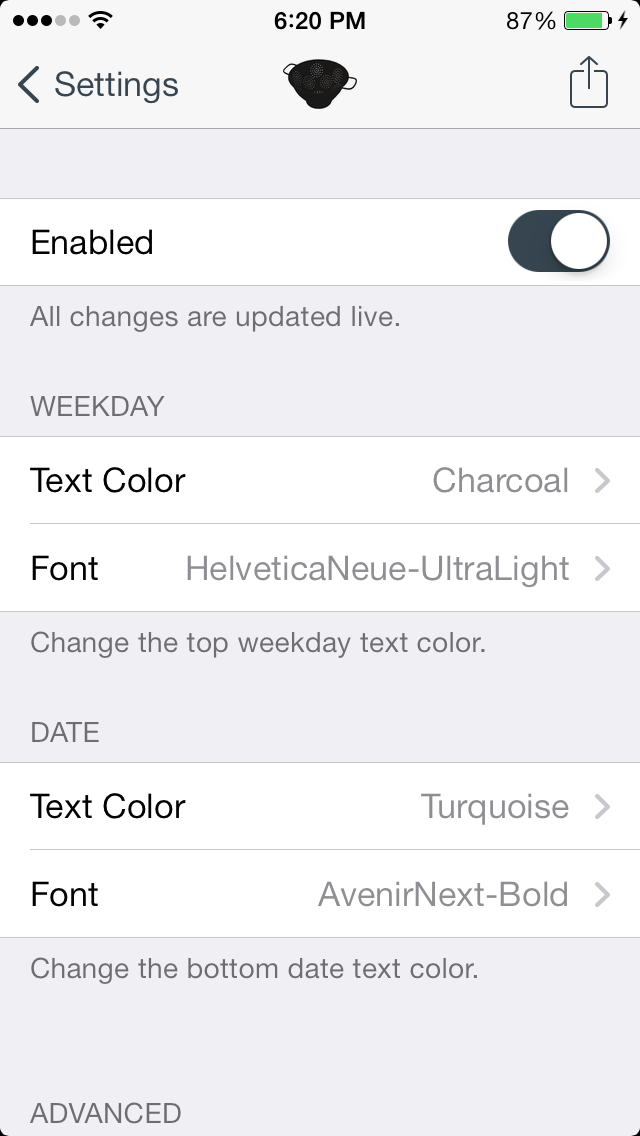 6:20 PM 87%
Settings
Enabled
All changes are updated live.
WEEKDAY
Text Color Charcoal
Font HelveticaNeue-UltraLight
Change the top weekday text color.
DATE
Text Color Turquoise
Font AvenirNext-Bold
Change the bottom date text color.
ADVANCED